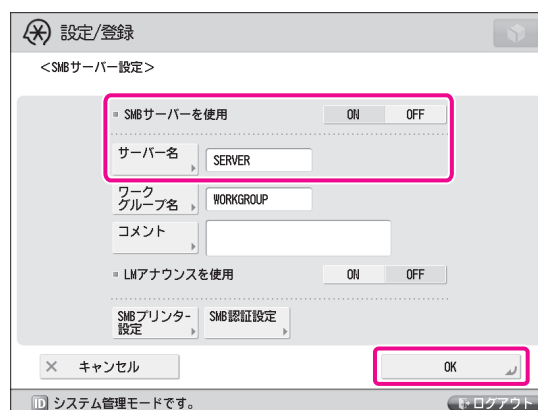 設定/登録
<SMBサーバー設定>
SMBサーバーを使用 ON OFF
サーバー名 SERVER
ワーク
グループ名 WORKGROUP
コメント
LMアナウンスを使用 ON OFF
SMBプリンター
設定 SMB認証設定
× キャンセル OK
ID システム管理モードです。 ログアウト